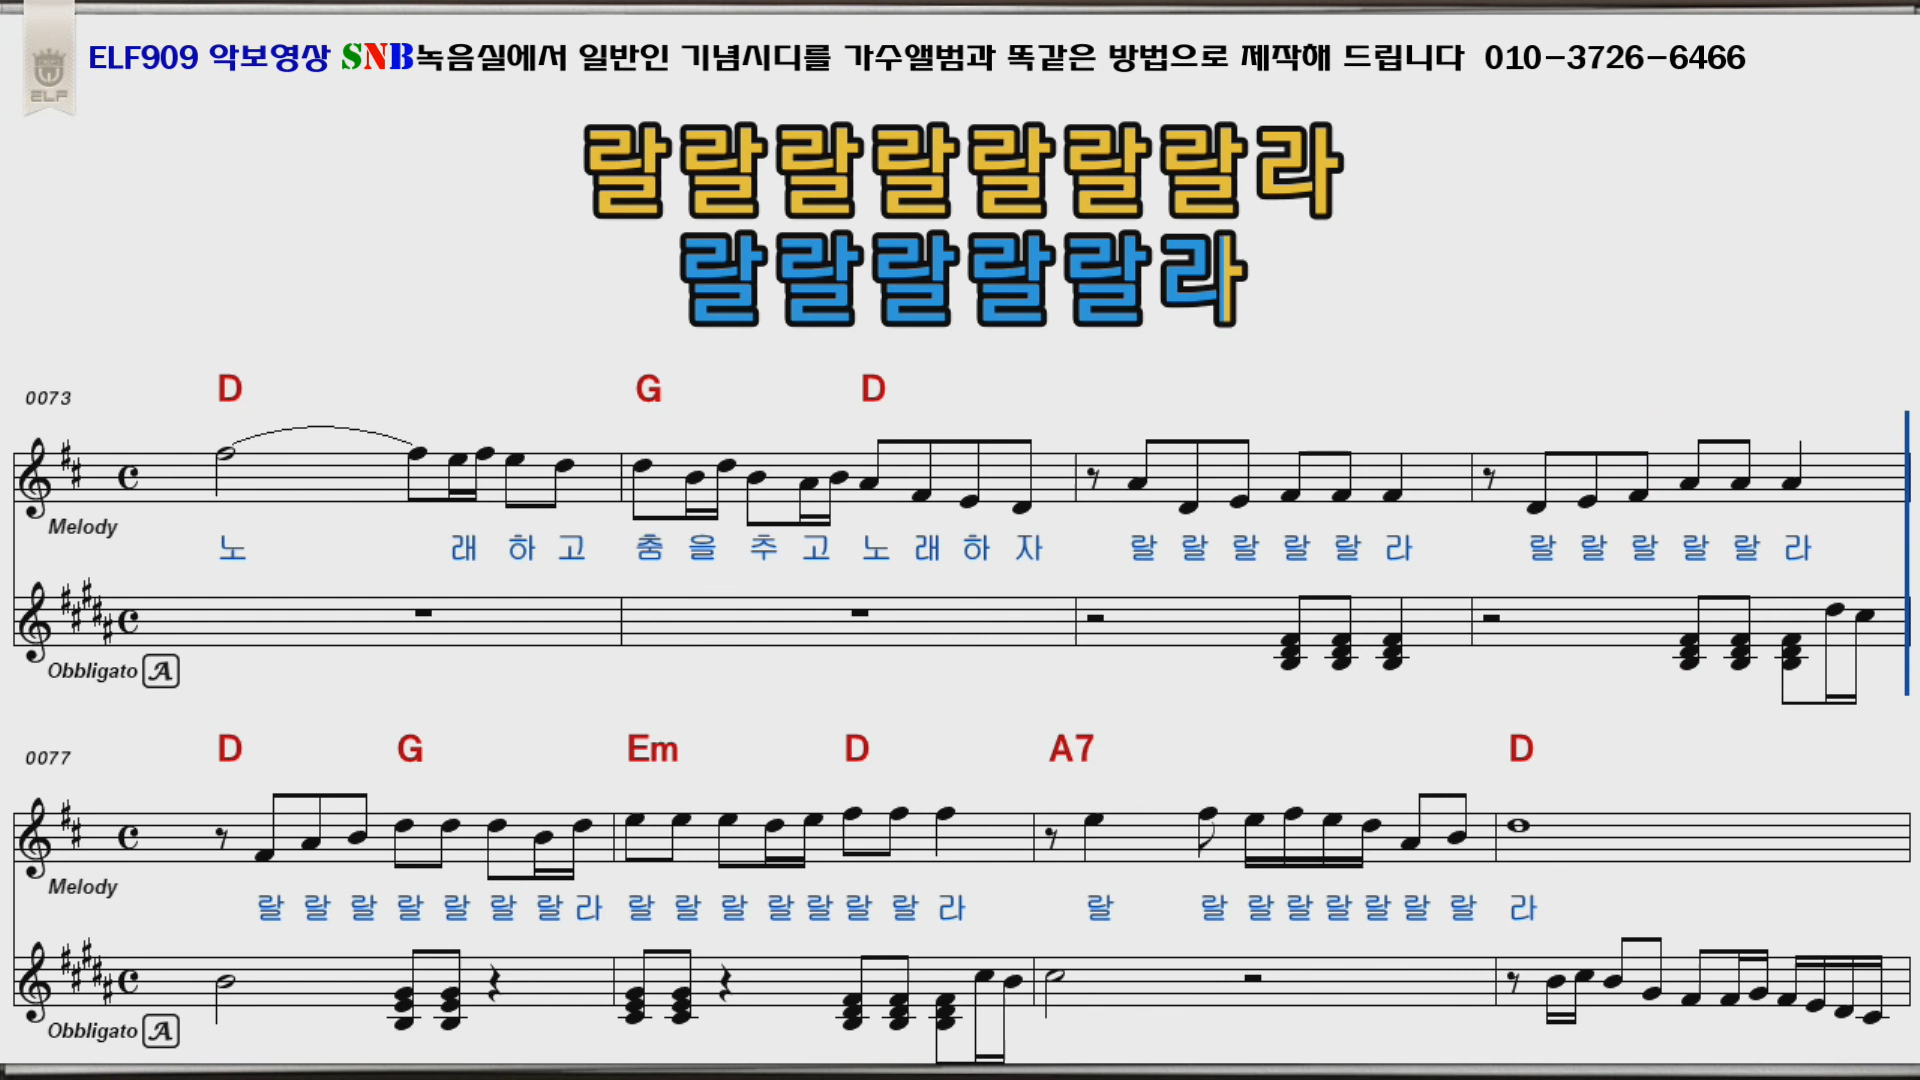 ELF
ELF909 악보영상 SNB녹음실에서 일반인 기념시디를 가수앨범과 똑같은 방법으로 제작해 드립니다 010-3726-6466
랄랄랄랄랄랄랄라
랄랄랄랄랄라
0073 D G D
Melody
노 래 하 고 춤 을 추 고 노 래 하 자 랄 랄 랄 랄 랄 라 랄 랄 랄 랄 랄 라
Obbligato A
0077 D G Em D A7 D
Melody
랄 랄 랄 랄 랄 랄 랄 라 랄 랄 랄 랄 랄 랄 랄 라 랄 랄 랄 랄 랄 랄 랄 랄 라
Obbligato A